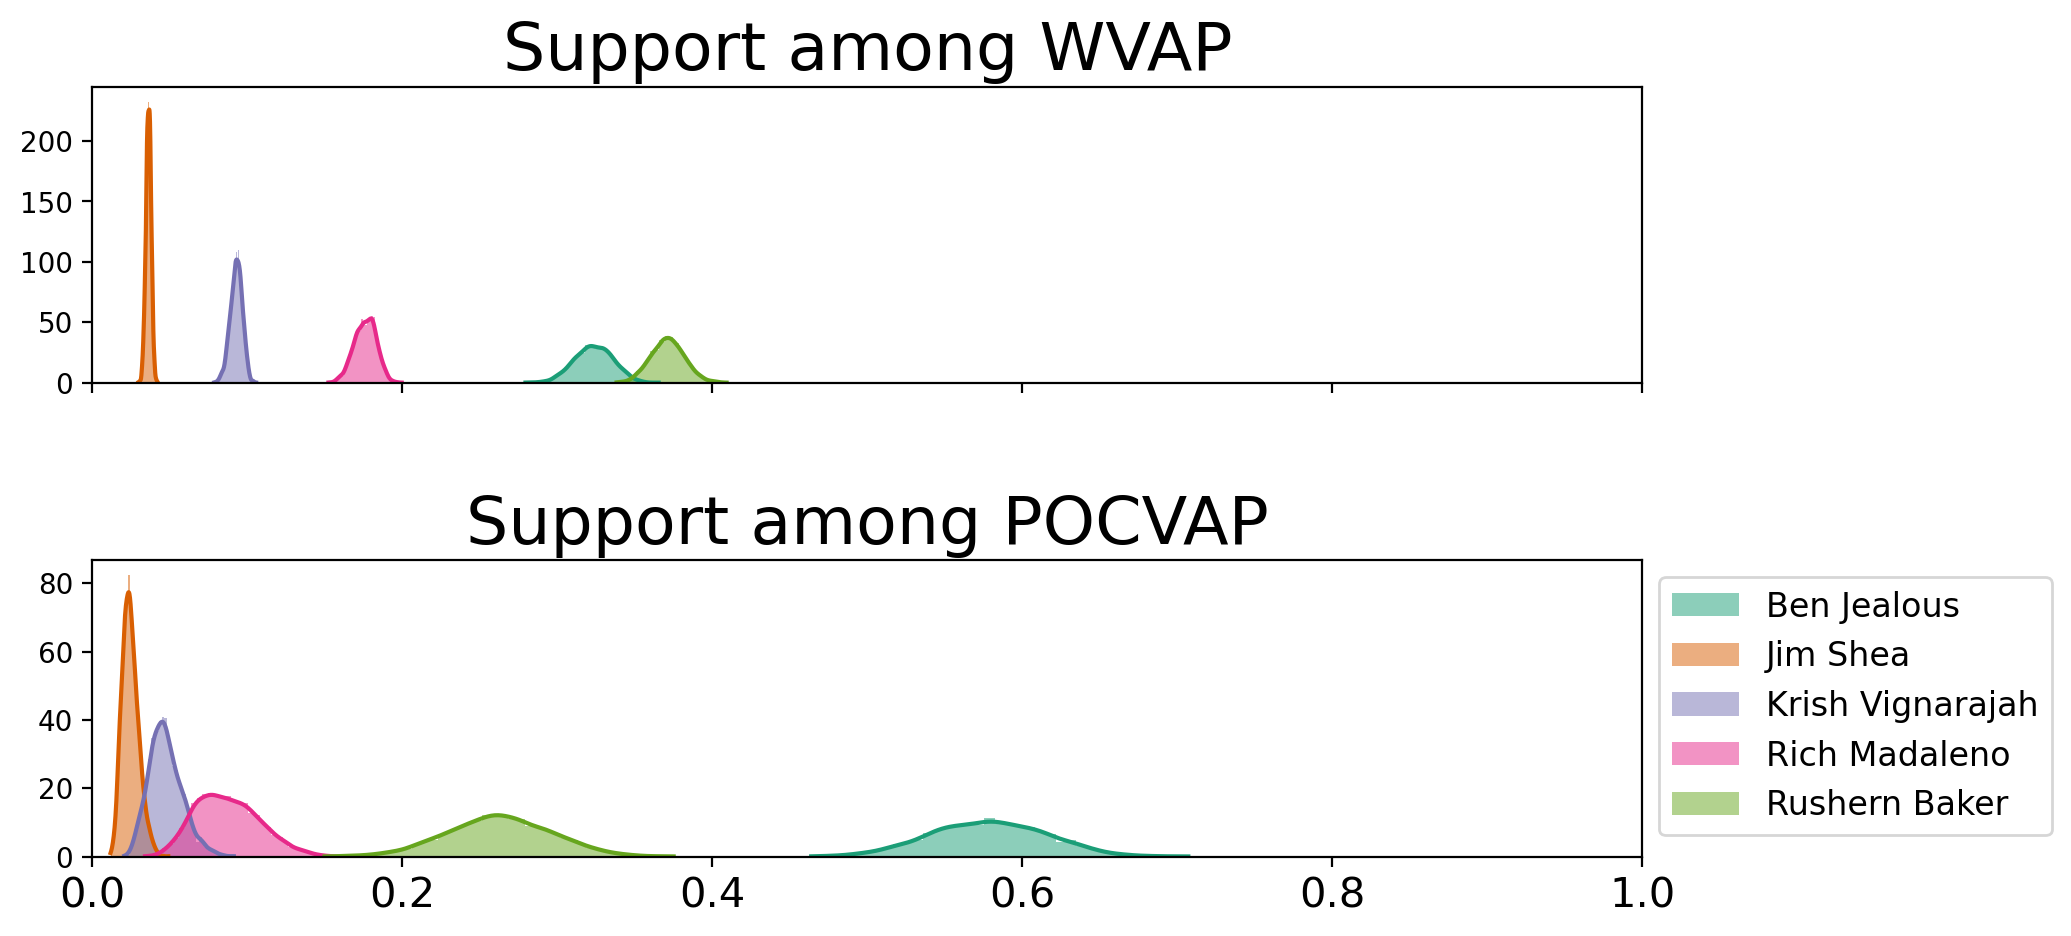 Support among WVAP
200
150
100
50
0
Support among POCVAP
80
60
40
20
0
0.0 0.2 0.4 0.6 0.8 1.0
Ben Jealous
Jim Shea
Krish Vignarajah
Rich Madaleno
Rushern Baker